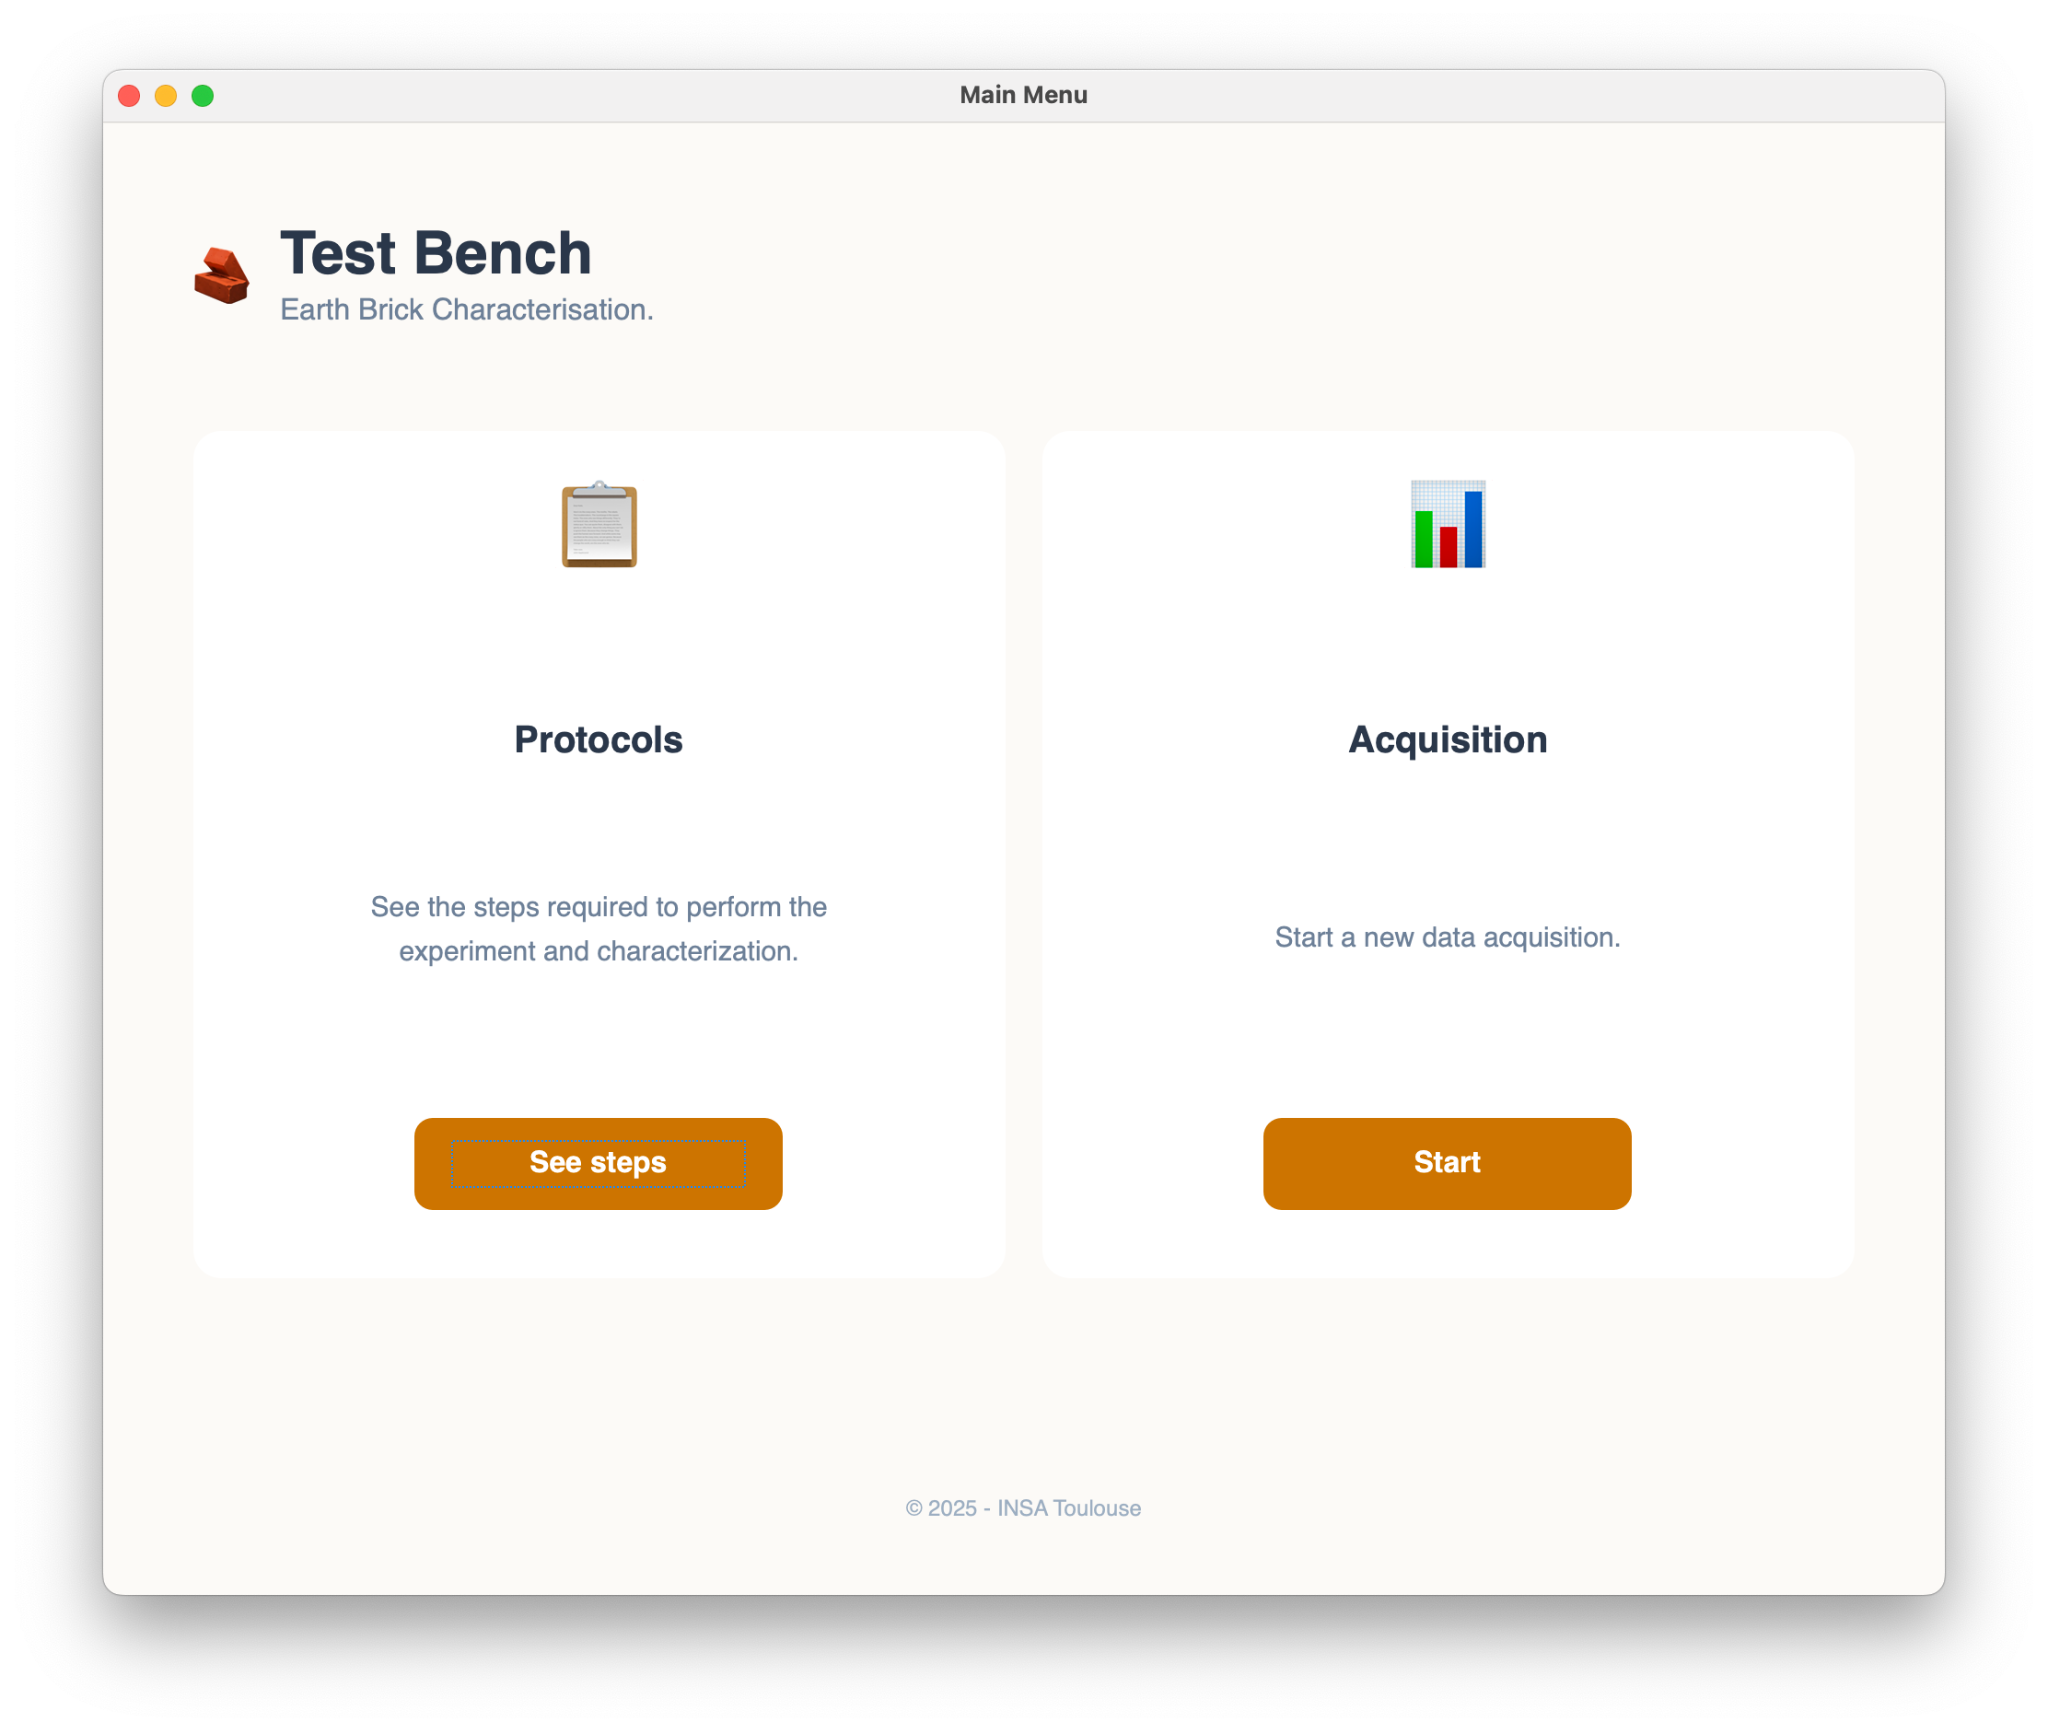 Main Menu
Test Bench
Earth Brick Characterisation.
Protocols
See the steps required to perform the
experiment and characterization.
See steps
Acquisition
Start a new data acquisition.
Start
© 2025 - INSA Toulouse